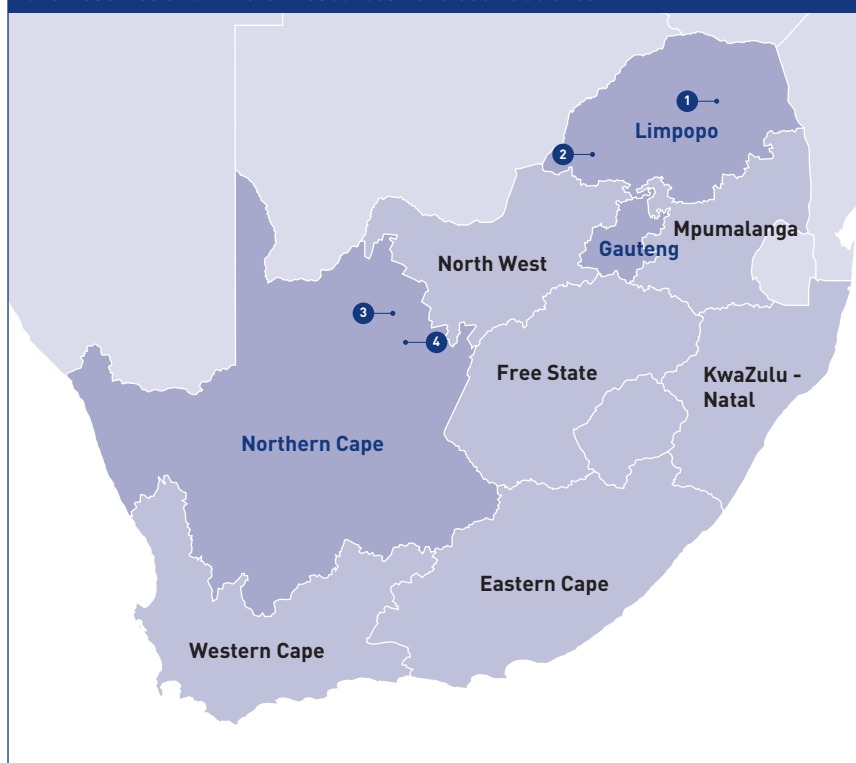 1
Limpopo
2
Mpumalanga
Gauteng
North West
3
4
Free State
KwaZulu -
Natal
Northern Cape
Eastern Cape
Western Cape